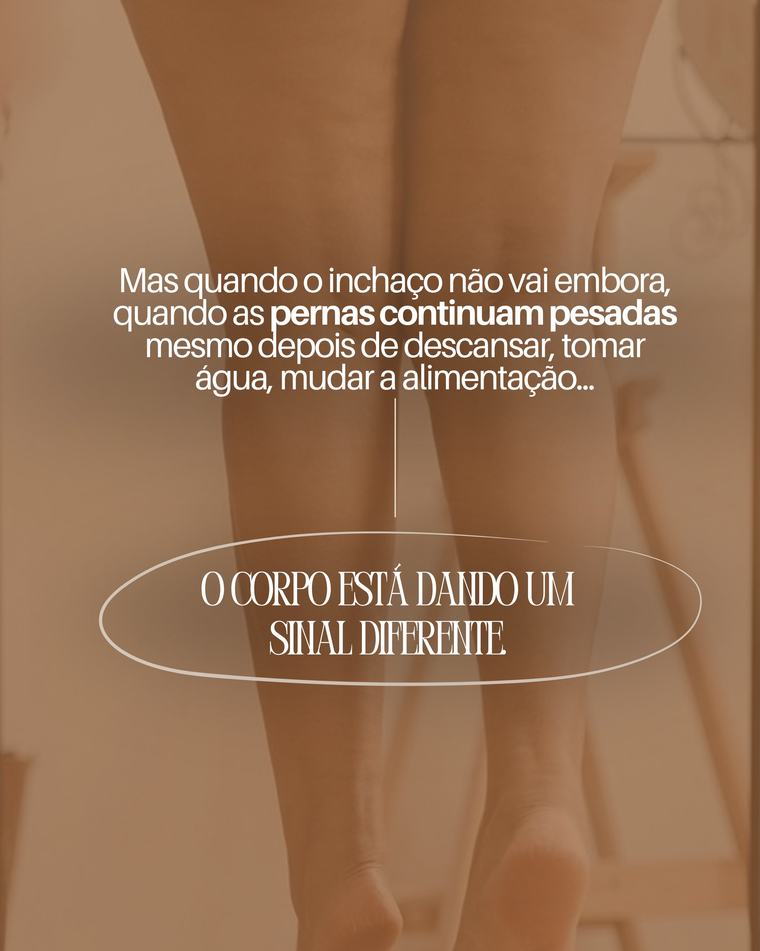 Mas quando o inchaço não vai embora,
quando as pernas continuam pesadas
mesmo depois de descansar, tomar
água, mudar a alimentação...
O CORPO ESTÁ DANDO UM
SINAL DIFERENTE.